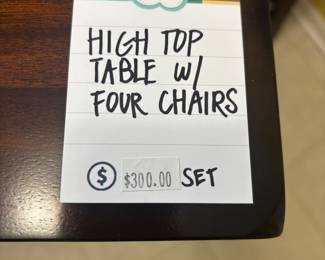 HIGH TOP
TABLE W/
FOUR CHAIRS
$ $300.00 SET